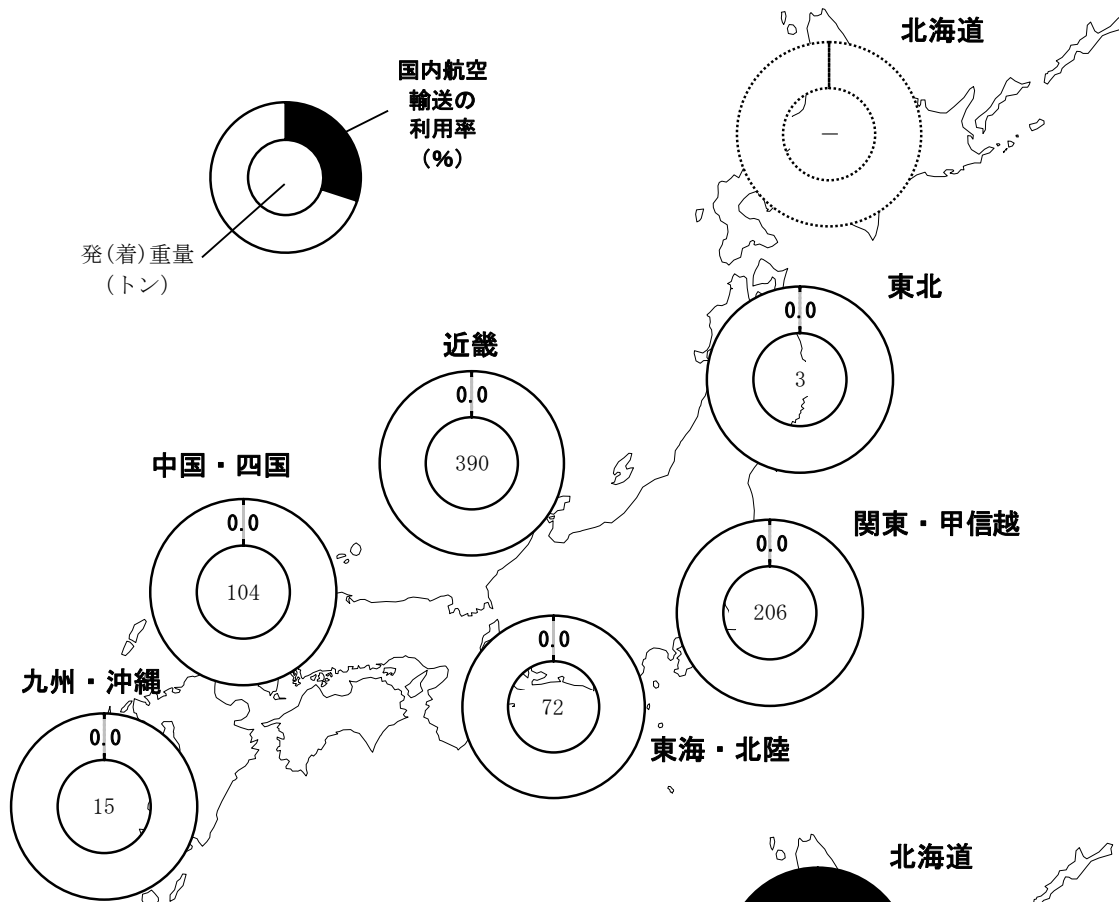 北海道
国内航空
輸送の
利用率
(%)
－
発(着)重量
(トン)
東北
0.0
3
近畿
0.0
390
中国・四国
0.0
104
関東・甲信越
0.0
206
九州・沖縄
0.0
15
0.0
72
東海・北陸
北海道